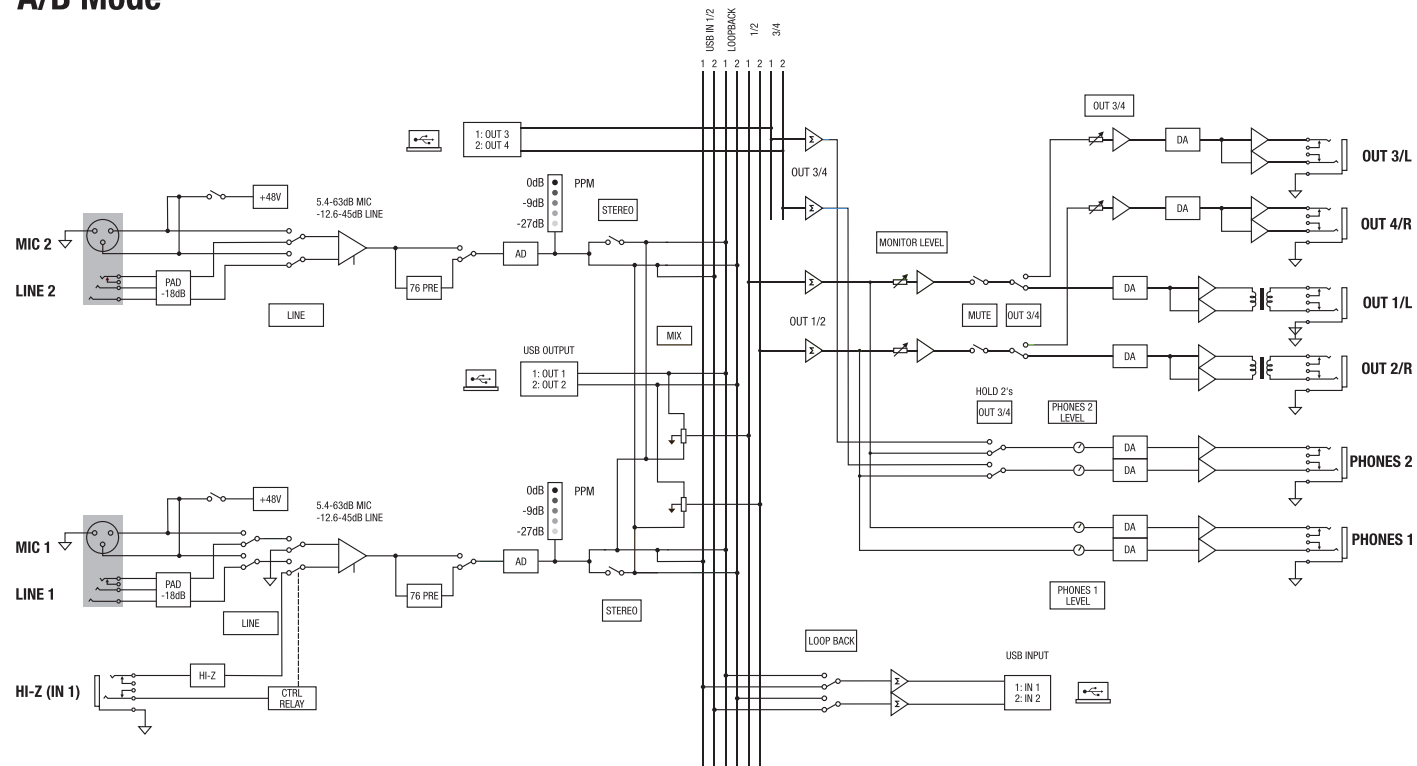 A/B Mode
USB IN 1/2
LOOPBACK
1/2
3/4
1 2 1 2 1 2 1 2
OUT 3/4
1: OUT 3
2: OUT 4
OUT 3/4
DA
OUT 3/L
0dB
-9dB
-27dB
PPM
STEREO
+48V
5.4-63dB MIC
-12.6-45dB LINE
MIC 2
LINE 2
PAD
-18dB
LINE
76 PRE
AD
MONITOR LEVEL
DA
OUT 4/R
DA
OUT 1/L
MUTE
OUT 3/4
OUT 1/2
MIX
USB OUTPUT
1: OUT 1
2: OUT 2
DA
OUT 2/R
HOLD 2's
OUT 3/4
PHONES 2
LEVEL
DA
DA
PHONES 2
0dB
-9dB
-27dB
PPM
+48V
5.4-63dB MIC
-12.6-45dB LINE
MIC 1
LINE 1
PAD
-18dB
LINE
76 PRE
AD
STEREO
DA
DA
PHONES 1
PHONES 1
LEVEL
LOOP BACK
USB INPUT
1: IN 1
2: IN 2
HI-Z (IN 1)
HI-Z
CTRL
RELAY
Σ
Σ
Σ
Σ
Σ
Σ